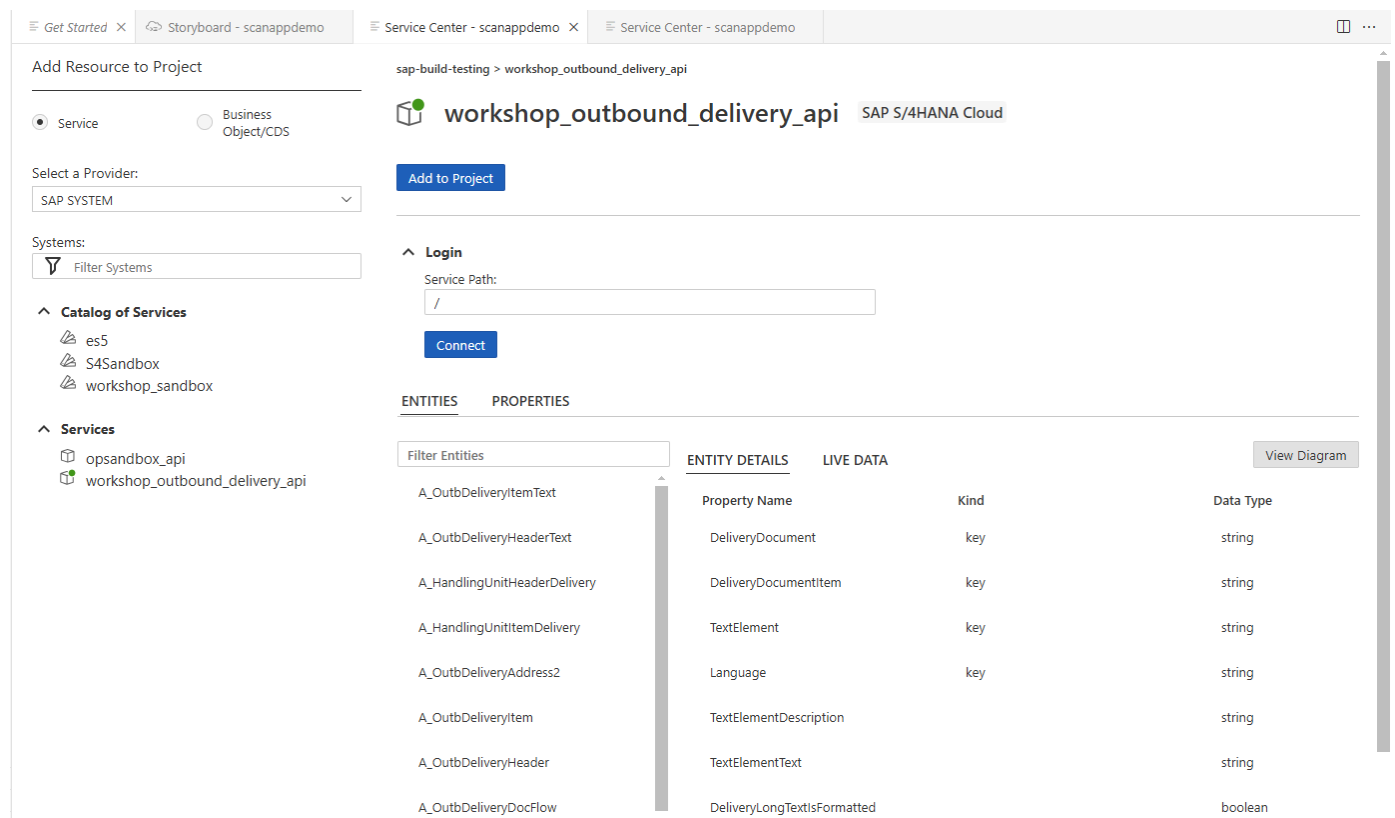 Get Started
Storyboard - scanappdemo
Service Center - scanappdemo
Service Center - scanappdemo
Add Resource to Project
Service
Business Object/CDS
Select a Provider:
SAP SYSTEM
Systems:
Filter Systems
Catalog of Services
es5
S4Sandbox
workshop_sandbox
Services
opsandbox_api
workshop_outbound_delivery_api
sap-build-testing > workshop_outbound_delivery_api
workshop_outbound_delivery_api SAP S/4HANA Cloud
Add to Project
Login
Service Path:
/
Connect
ENTITIES PROPERTIES
Filter Entities
A_OutbDeliveryItemText
A_OutbDeliveryHeaderText
A_HandlingUnitHeaderDelivery
A_HandlingUnitItemDelivery
A_OutbDeliveryAddress2
A_OutbDeliveryItem
A_OutbDeliveryHeader
A_OutbDeliveryDocFlow
ENTITY DETAILS LIVE DATA View Diagram
Property Name Kind Data Type
DeliveryDocument key string
DeliveryDocumentItem key string
TextElement key string
Language key string
TextElementDescription string
TextElementText string
DeliveryLongTextIsFormatted boolean